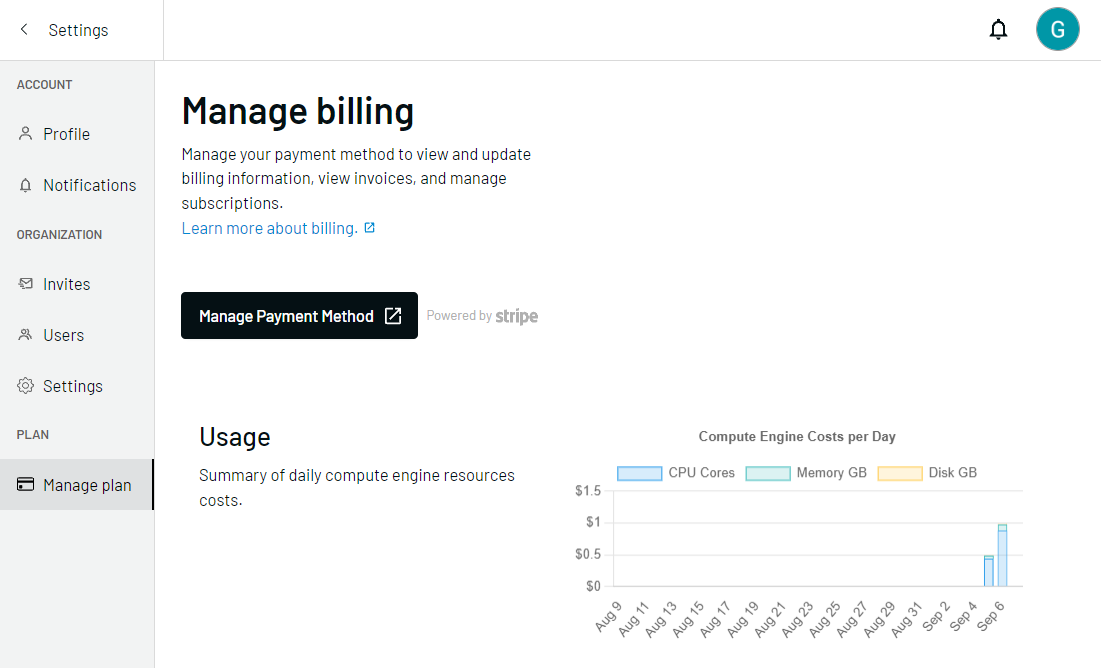 Settings
G
ACCOUNT
Profile
Notifications
ORGANIZATION
Invites
Users
Settings
PLAN
Manage plan
Manage billing
Manage your payment method to view and update
billing information, view invoices, and manage
subscriptions.
Learn more about billing.
Manage Payment Method
Powered by stripe
Usage
Summary of daily compute engine resources
costs.
Compute Engine Costs per Day
CPU Cores Memory GB Disk GB
$1.5
$1
$0.5
$0
Aug 9 Aug 11 Aug 13 Aug 15 Aug 17 Aug 19 Aug 21 Aug 23 Aug 25 Aug 27 Aug 29 Aug 31 Sep 2 Sep 4 Sep 6